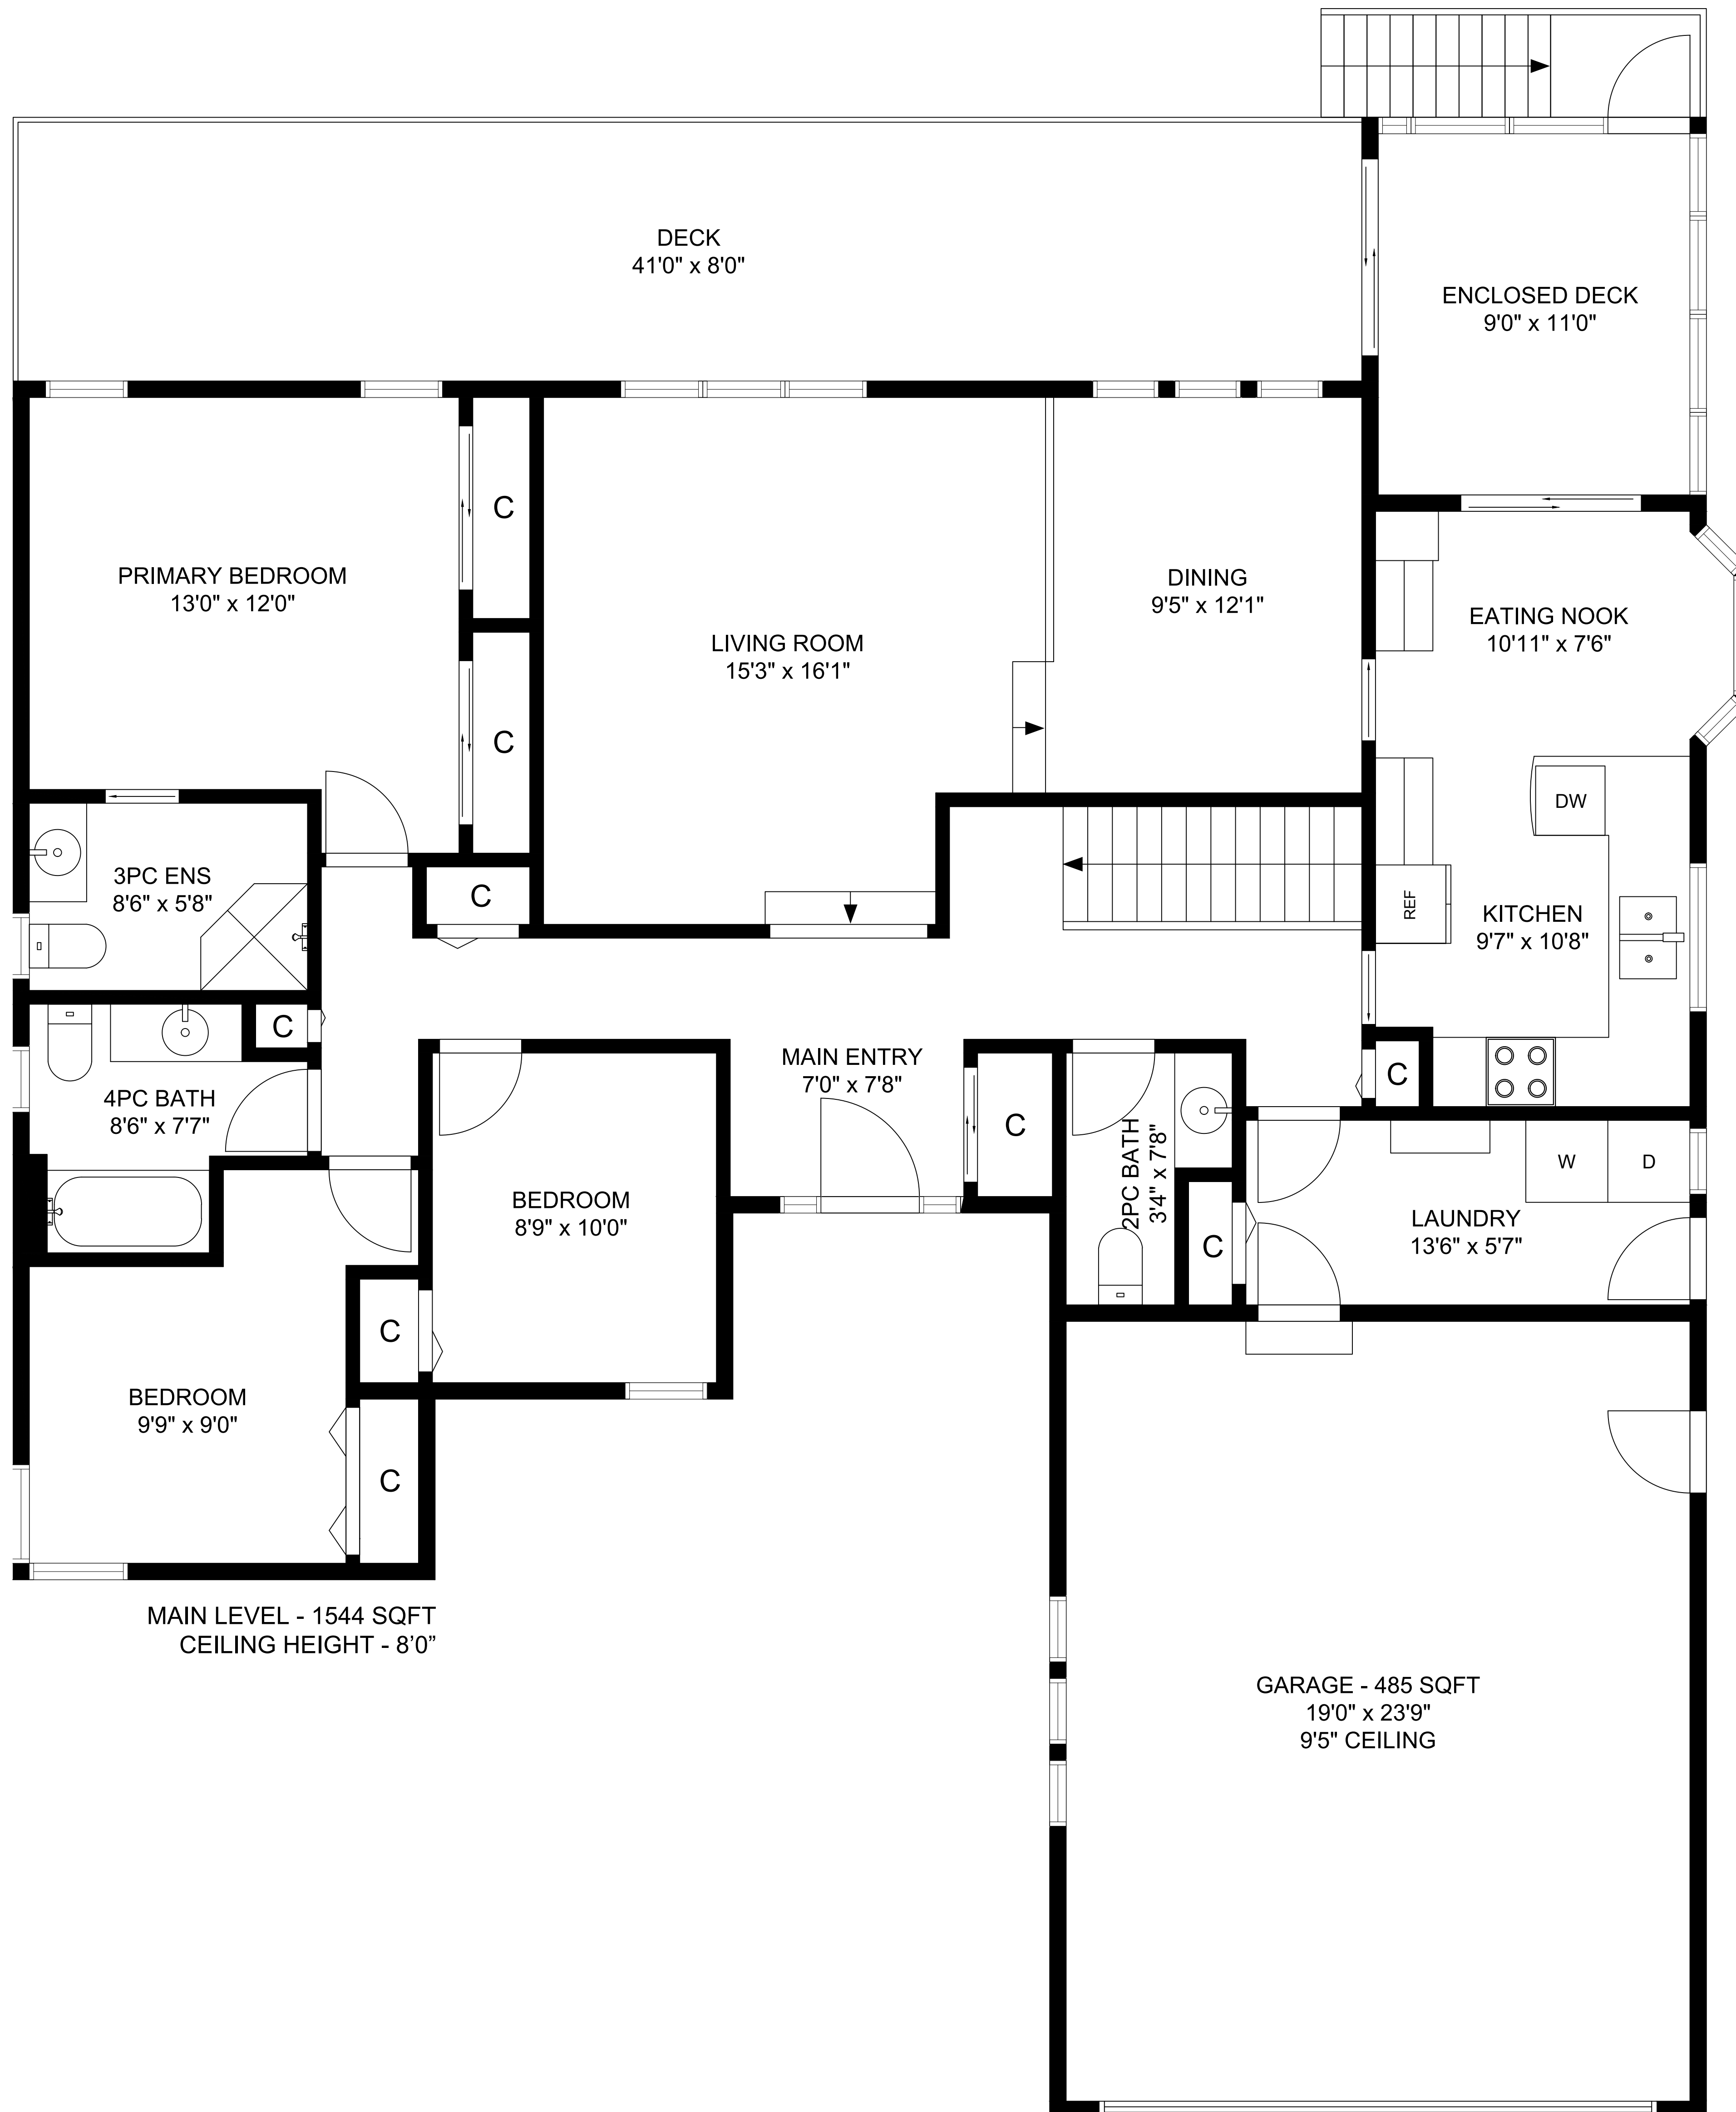 DECK
41'0" x 8'0"
ENCLOSED DECK
9'0" x 11'0"
C
PRIMARY BEDROOM
13'0" x 12'0"
DINING
9'5" x 12'1"
EATING NOOK
10'11" x 7'6"
LIVING ROOM
15'3" x 16'1"
C
DW
3PC ENS
8'6" x 5'8"
C
REF
KITCHEN
9'7" x 10'8"
C
4PC BATH
8'6" x 7'7"
MAIN ENTRY
7'0" x 7'8"
C
C
2PC BATH
3'4" x 7'8"
W
D
BEDROOM
8'9" x 10'0"
LAUNDRY
13'6" x 5'7"
C
C
BEDROOM
9'9" x 9'0"
C
MAIN LEVEL - 1544 SQFT
CEILING HEIGHT - 8’0”
GARAGE - 485 SQFT
19'0" x 23'9"
9'5" CEILING